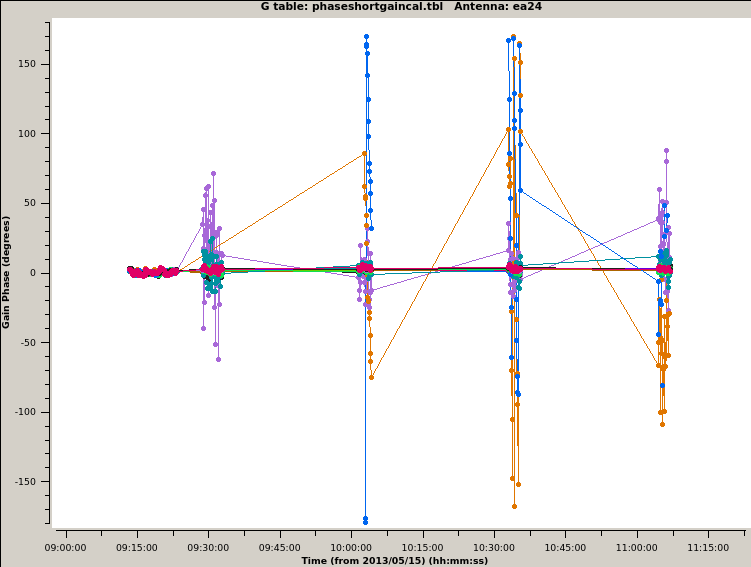 G table: phaseshortgaincal.tbl   Antenna: ea24
150
100
50
0
-50
-100
-150
Gain Phase (degrees)
09:00:00 09:15:00 09:30:00 09:45:00 10:00:00 10:15:00 10:30:00 10:45:00 11:00:00 11:15:00
Time (from 2013/05/15) (hh:mm:ss)